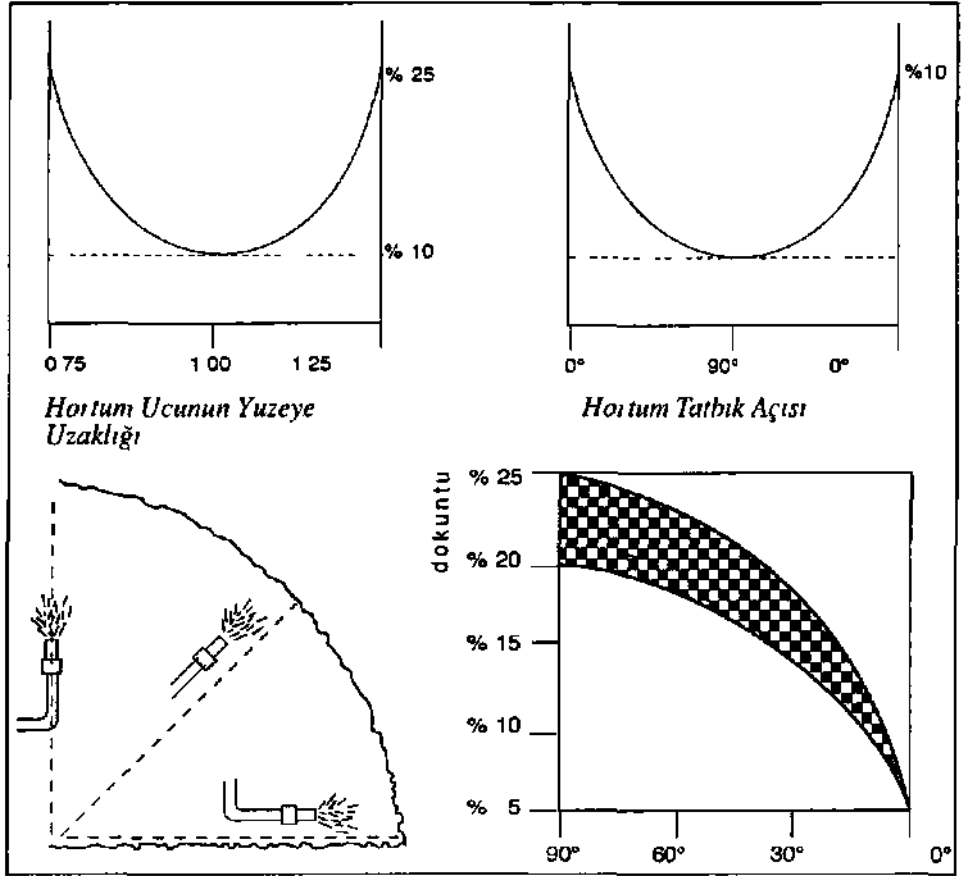 % 25
% 10
0 75 1 00 1 25
Hortum Ucunun Yuzeye
Uzaklığı
%10
0° 90° 0°
Hortum Tatbık Açısı
dokuntu
% 25
% 20
% 15
% 10
% 5
90° 60° 30° 0°